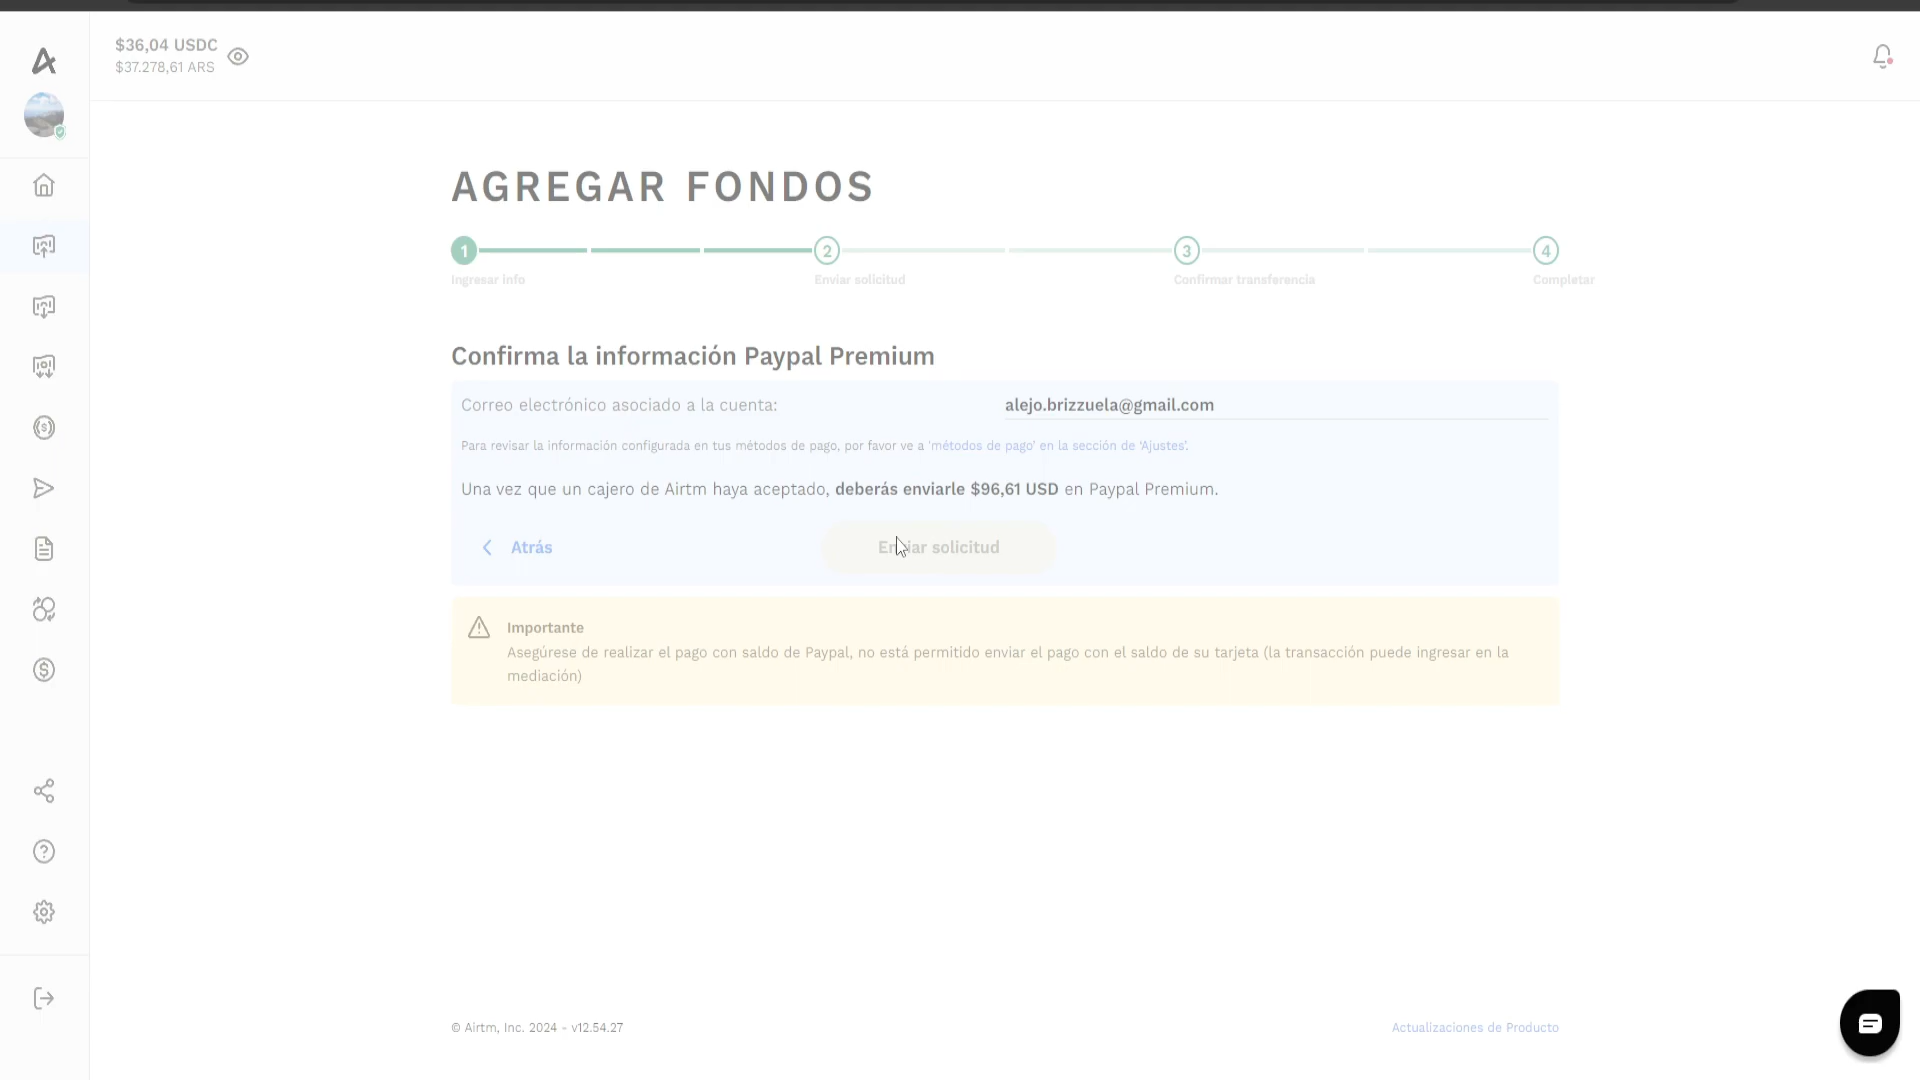 $36,04 USDC
$37.278,61 ARS
AGREGAR FONDOS
1 2 3 4
Ingresar info Enviar solicitud Confirmar transferencia Completar
Confirma la información Paypal Premium
Correo electrónico asociado a la cuenta: alejo.brizzuela@gmail.com
Para revisar la información configurada en tus métodos de pago, por favor ve a 'métodos de pago' en la sección de 'Ajustes'.
Una vez que un cajero de Airtm haya aceptado, deberás enviarle $96,61 USD en Paypal Premium.
Atrás Enviar solicitud
Importante
Asegúrese de realizar el pago con saldo de Paypal, no está permitido enviar el pago con el saldo de su tarjeta (la transacción puede ingresar en la
mediación)
© Airtm, Inc. 2024 - v12.54.27 Actualizaciones de Producto